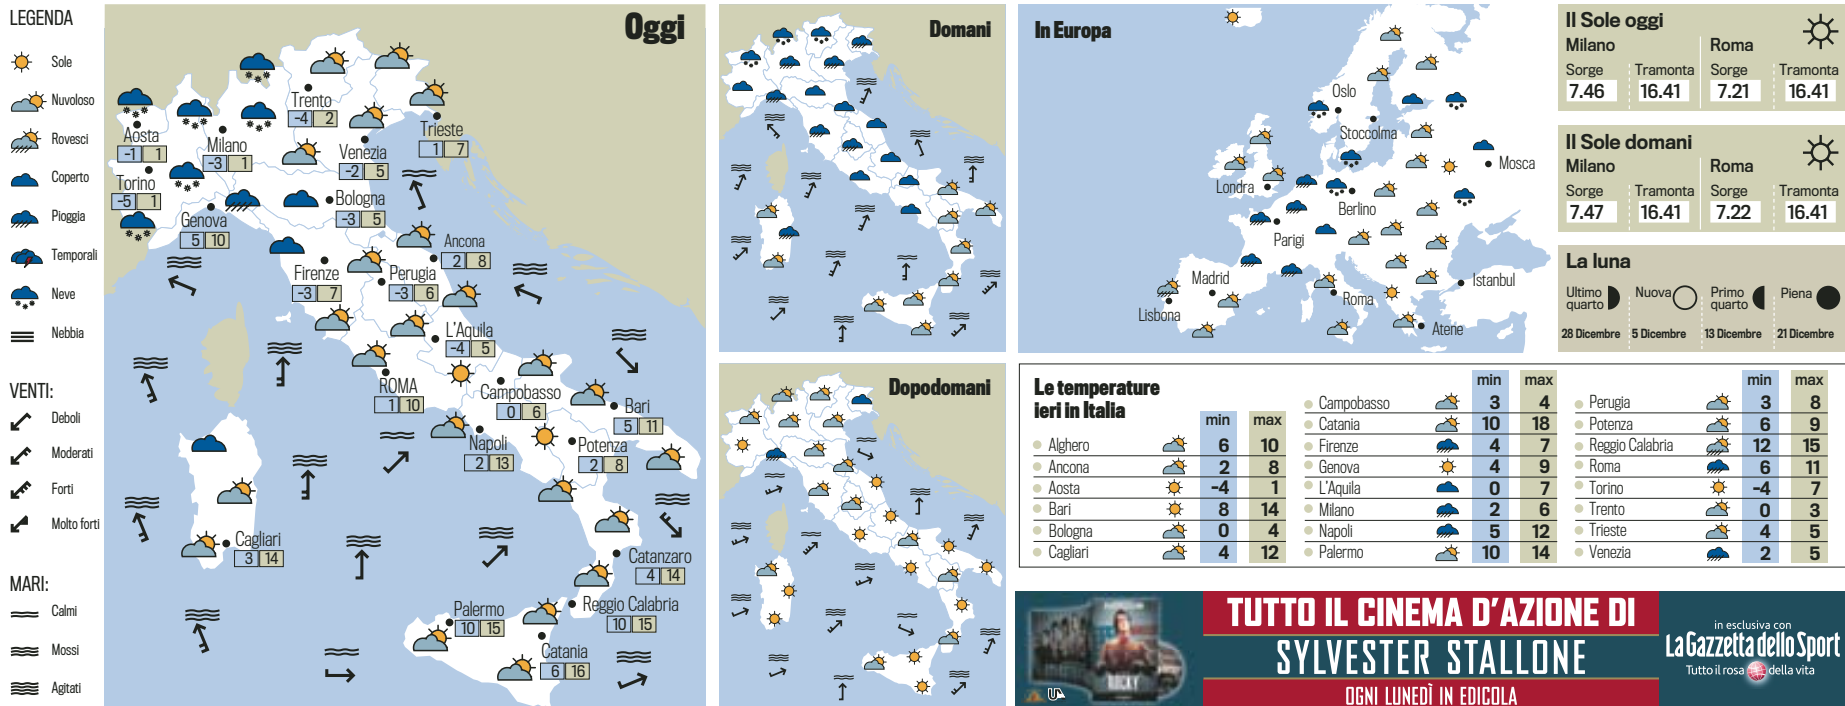 LEGENDA
Sole
Nuvoloso
Rovesci
Coperto
Pioggia
Temporali
Neve
Nebbia
VENTI:
Deboli
Moderati
Forti
Molto forti
MARI:
Calmi
Mossi
Agitati
Oggi
Trento
-4 2
Aosta
-1 1
Milano
-3 1
Trieste
1 7
Venezia
-2 5
Torino
-5 1
Bologna
-3 5
Genova
5 10
Ancona
2 8
Firenze
-3 7
Perugia
-3 6
L'Aquila
-4 5
ROMA
1 10
Campobasso
0 6
Bari
5 11
Napoli
2 13
Potenza
2 8
Cagliari
3 14
Catanzaro
4 14
Reggio Calabria
10 15
Palermo
10 15
Catania
6 16
Domani
Dopodomani
In Europa
Oslo
Stoccolma
Mosca
Londra
Berlino
Parigi
Madrid
Lisbona
Roma
Istanbul
Atene
Il Sole oggi
Milano Roma
Sorge Tramonta Sorge Tramonta
7.46 16.41 7.21 16.41
Il Sole domani
Milano Roma
Sorge Tramonta Sorge Tramonta
7.47 16.41 7.22 16.41
La luna
Ultimo quarto
28 Dicembre
Nuova
5 Dicembre
Primo quarto
13 Dicembre
Piena
21 Dicembre
Le temperature
ieri in Italia
min max
Alghero 6 10
Ancona 2 8
Aosta -4 1
Bari 8 14
Bologna 0 4
Cagliari 4 12
min max
Campobasso 3 4
Catania 10 18
Firenze 4 7
Genova 4 9
L'Aquila 0 7
Milano 2 6
Napoli 5 12
Palermo 10 14
min max
Perugia 3 8
Potenza 6 9
Reggio Calabria 12 15
Roma 6 11
Torino -4 7
Trento 0 3
Trieste 4 5
Venezia 2 5
ROCKY
TUTTO IL CINEMA D'AZIONE DI
SYLVESTER STALLONE
OGNI LUNEDÌ IN EDICOLA
in esclusiva con
La Gazzetta dello Sport
Tutto il rosa della vita